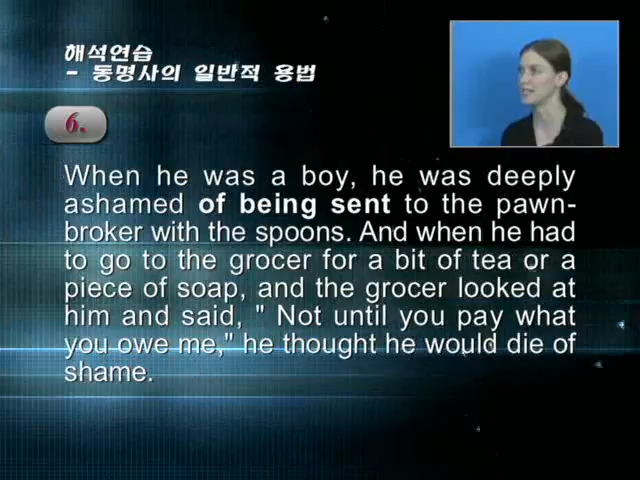 해석연습
- 동명사의 일반적 용법
6.
When he was a boy, he was deeply
ashamed of being sent to the pawn-
broker with the spoons. And when he had
to go to the grocer for a bit of tea or a
piece of soap, and the grocer looked at
him and said, " Not until you pay what
you owe me," he thought he would die of
shame.